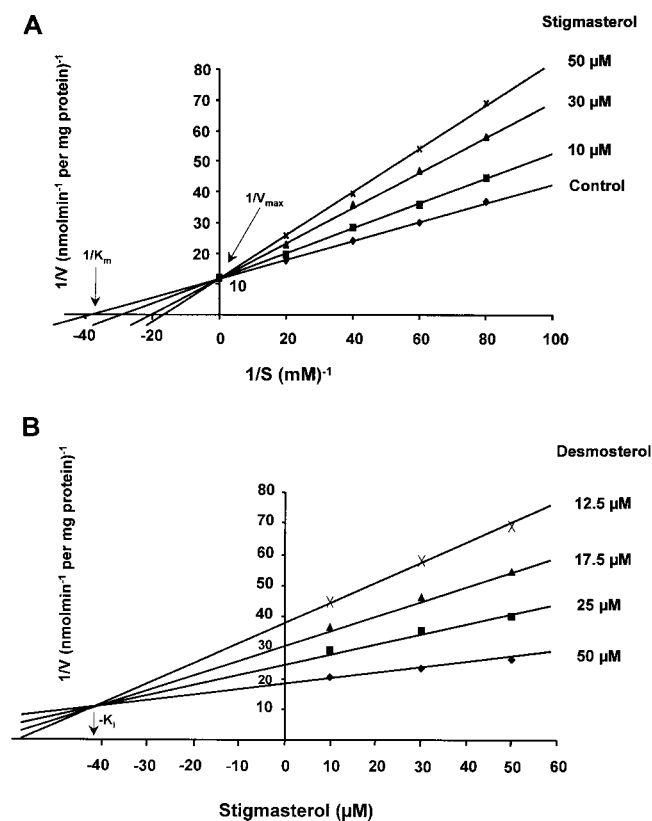 A
Stigmasterol
1/V (nmolmin-1 per mg protein)-1
80
70
60
50
40
30
20
10
50 µM
30 µM
10 µM
Control
1/Vmax
1/Km
-40 -20 0 20 40 60 80 100
1/S (mM)-1
B
Desmosterol
1/V (nmolmin-1 per mg protein)-1
80
70
60
50
40
30
20
10
12.5 µM
17.5 µM
25 µM
50 µM
-Ki
-40 -30 -20 -10 0 10 20 30 40 50 60
Stigmasterol (µM)